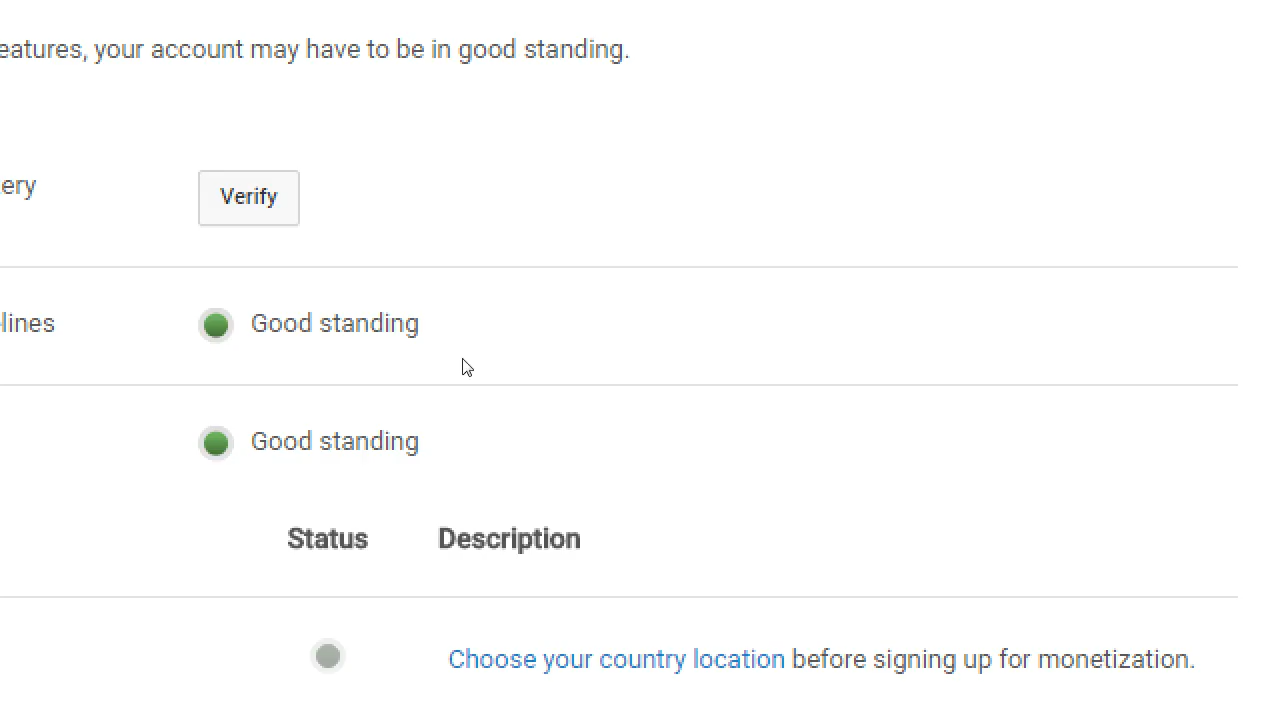 eatures, your account may have to be in good standing.
ery
Verify
lines
Good standing
Good standing
Status Description
Choose your country location before signing up for monetization.